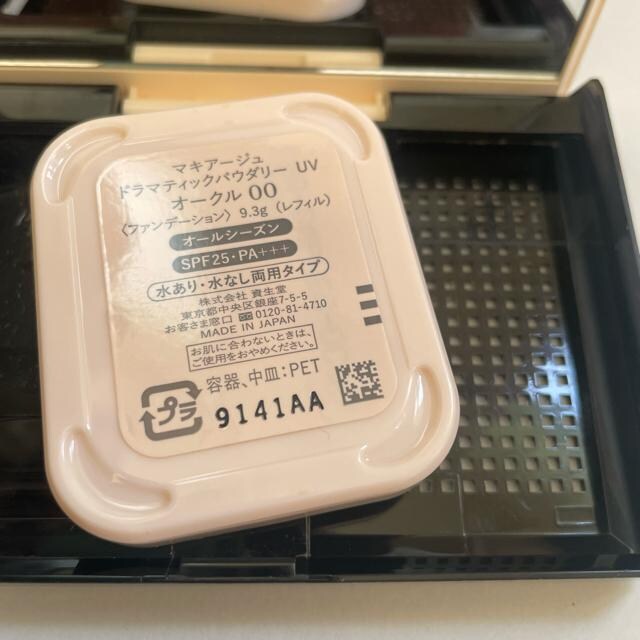 マキアージュ
ドラマティックパウダリー UV
オークル 00
〈ファンデーション〉 9.3g 〈レフィル〉
オールシーズン
SPF25・PA+++
水あり・水なし両用タイプ
株式会社 資生堂
東京都中央区銀座7-5-5
お客さま窓口 0120-81-4710
MADE IN JAPAN
お肌に合わないときは、
ご使用をおやめください。
プラ
容器、中皿:PET
9141AA